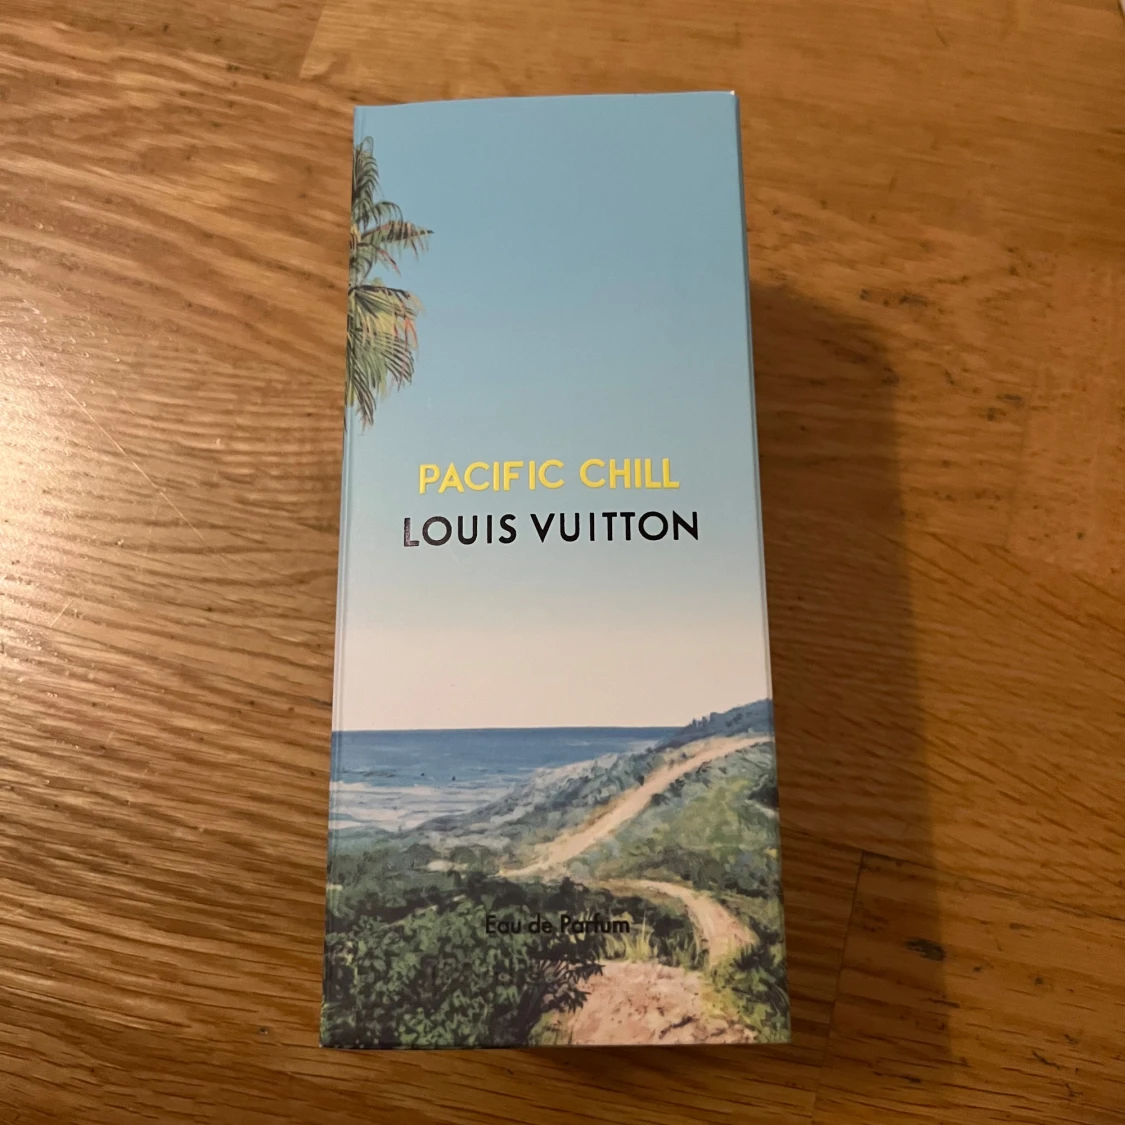 PACIFIC CHILL
LOUIS VUITTON
Eau de Parfum